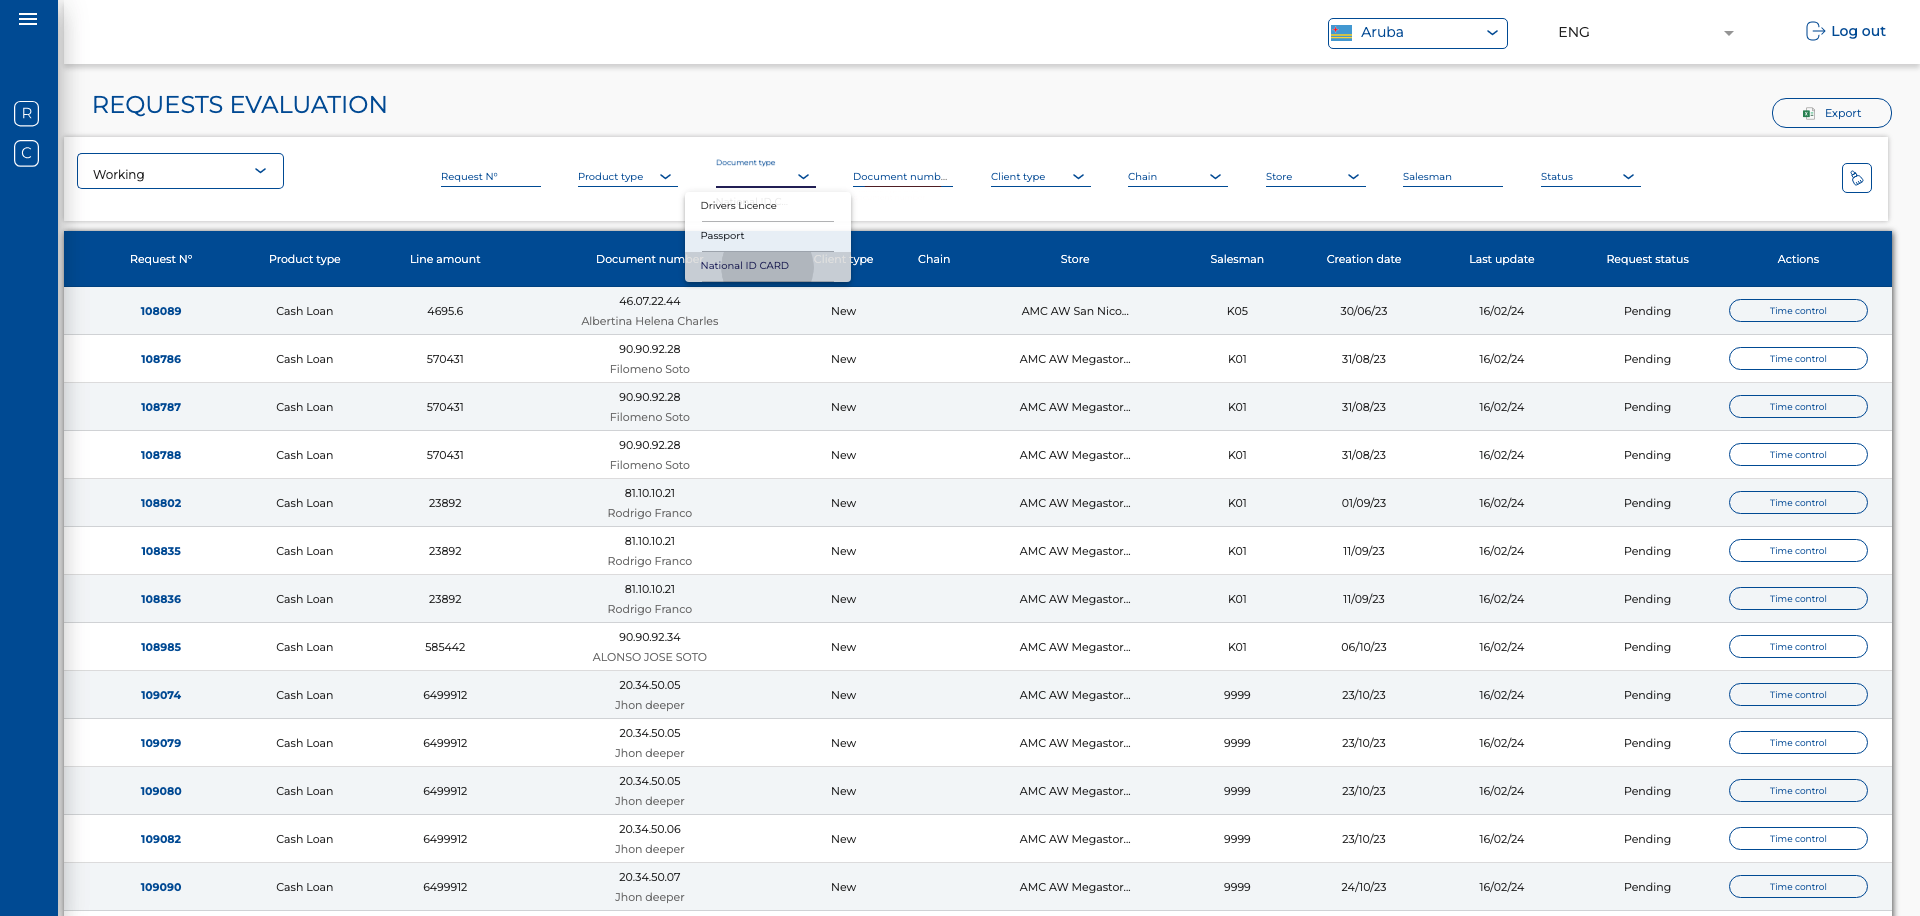 Aruba
ENG
Log out
REQUESTS EVALUATION
Export
R
C
Working
Request N°
Product type
Document type
Document numb...
Client type
Chain
Store
Salesman
Status
Drivers Licence
Passport
National ID CARD
Request N° Product type Line amount Document number Client type Chain Store Salesman Creation date Last update Request status Actions
108089 Cash Loan 4695.6 46.07.22.44 Albertina Helena Charles New AMC AW San Nico... K05 30/06/23 16/02/24 Pending Time control
108786 Cash Loan 570431 90.90.92.28 Filomeno Soto New AMC AW Megastor... K01 31/08/23 16/02/24 Pending Time control
108787 Cash Loan 570431 90.90.92.28 Filomeno Soto New AMC AW Megastor... K01 31/08/23 16/02/24 Pending Time control
108788 Cash Loan 570431 90.90.92.28 Filomeno Soto New AMC AW Megastor... K01 31/08/23 16/02/24 Pending Time control
108802 Cash Loan 23892 81.10.10.21 Rodrigo Franco New AMC AW Megastor... K01 01/09/23 16/02/24 Pending Time control
108835 Cash Loan 23892 81.10.10.21 Rodrigo Franco New AMC AW Megastor... K01 11/09/23 16/02/24 Pending Time control
108836 Cash Loan 23892 81.10.10.21 Rodrigo Franco New AMC AW Megastor... K01 11/09/23 16/02/24 Pending Time control
108985 Cash Loan 585442 90.90.92.34 ALONSO JOSE SOTO New AMC AW Megastor... K01 06/10/23 16/02/24 Pending Time control
109074 Cash Loan 6499912 20.34.50.05 Jhon deeper New AMC AW Megastor... 9999 23/10/23 16/02/24 Pending Time control
109079 Cash Loan 6499912 20.34.50.05 Jhon deeper New AMC AW Megastor... 9999 23/10/23 16/02/24 Pending Time control
109080 Cash Loan 6499912 20.34.50.05 Jhon deeper New AMC AW Megastor... 9999 23/10/23 16/02/24 Pending Time control
109082 Cash Loan 6499912 20.34.50.06 Jhon deeper New AMC AW Megastor... 9999 23/10/23 16/02/24 Pending Time control
109090 Cash Loan 6499912 20.34.50.07 Jhon deeper New AMC AW Megastor... 9999 24/10/23 16/02/24 Pending Time control